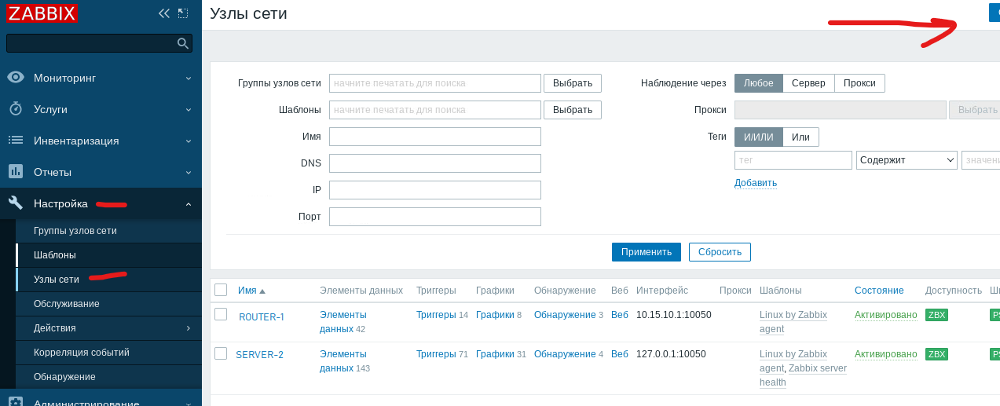 ZABBIX
Узлы сети
Мониторинг
Услуги
Инвентаризация
Отчеты
Настройка
Группы узлов сети
Шаблоны
Узлы сети
Обслуживание
Действия
Корреляция событий
Обнаружение
Администрирование
Группы узлов сети начните печатать для поиска Выбрать Наблюдение через Любое Сервер Прокси
Шаблоны начните печатать для поиска Выбрать Прокси Выбрать
Имя Теги И/ИЛИ Или
DNS тег Содержит значени
IP Добавить
Порт
Применить Сбросить
Имя Элементы данных Триггеры Графики Обнаружение Веб Интерфейс Прокси Шаблоны Состояние Доступность
ROUTER-1 Элементы Триггеры 14 Графики 8 Обнаружение 3 Веб 10.15.10.1:10050 Linux by Zabbix Активировано ZBX
данных 42 agent
SERVER-2 Элементы Триггеры 71 Графики 31 Обнаружение 4 Веб 127.0.0.1:10050 Linux by Zabbix Активировано ZBX
данных 143 agent, Zabbix server
health